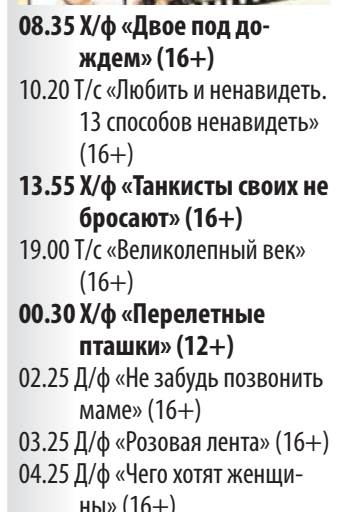 08.35 Х/ф «Двое под до-
ждем» (16+)
10.20 Т/с «Любить и ненавидеть.
13 способов ненавидеть»
(16+)
13.55 Х/ф «Танкисты своих не
бросают» (16+)
19.00 Т/с «Великолепный век»
(16+)
00.30 Х/ф «Перелетные
пташки» (12+)
02.25 Д/ф «Не забудь позвонить
маме» (16+)
03.25 Д/ф «Розовая лента» (16+)
04.25 Д/ф «Чего хотят женщи-
ны» (16+)